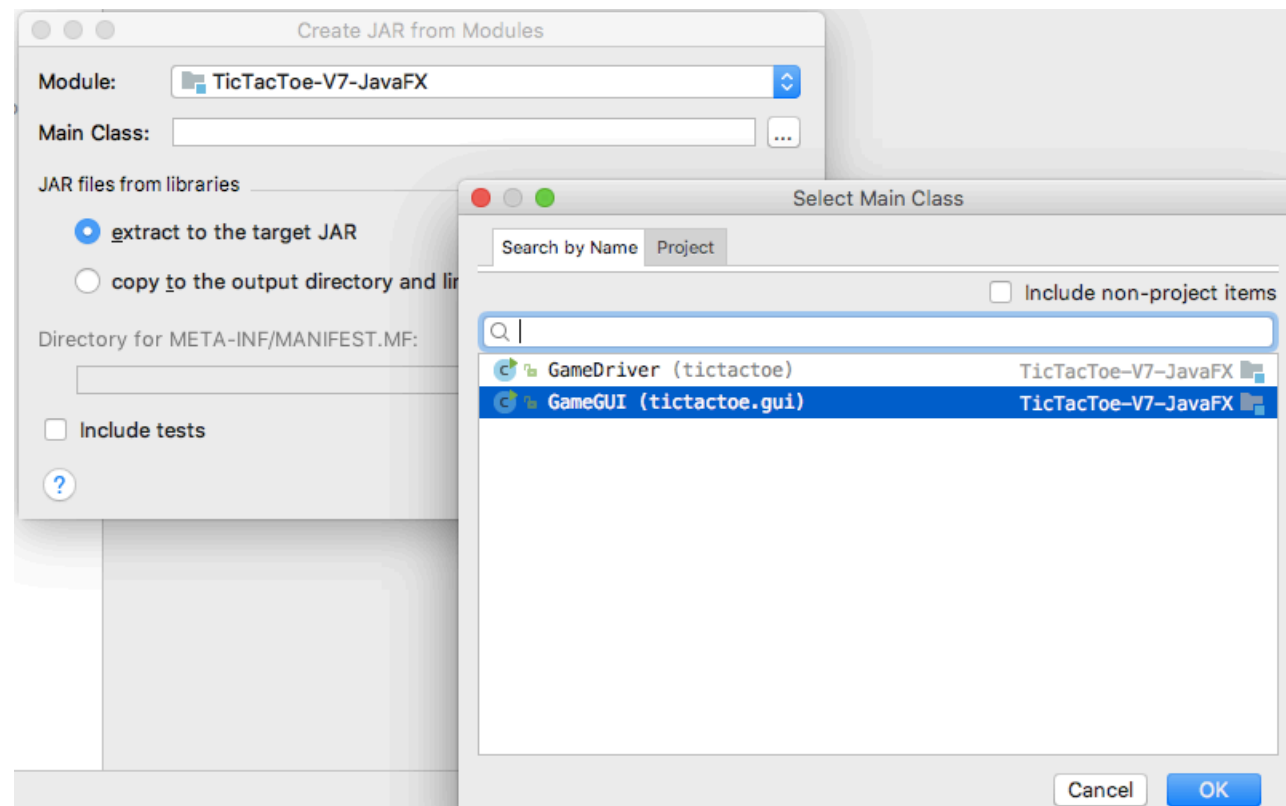 Create JAR from Modules
Module: TicTacToe-V7-JavaFX
Main Class: ...
JAR files from libraries
extract to the target JAR
copy to the output directory and
Directory for META-INF/MANIFEST.MF:
Include tests
?
Select Main Class
Search by Name Project
Include non-project items
C GameDriver (tictactoe) TicTacToe-V7-JavaFX
C GameGUI (tictactoe.gui) TicTacToe-V7-JavaFX
Cancel OK